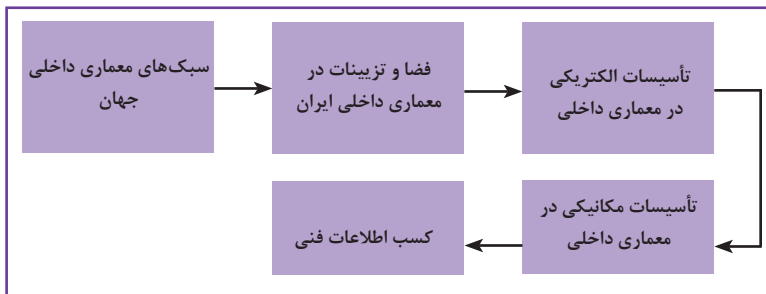 سبک‌های معماری داخلی
جهان
فضا و تزیینات در
معماری داخلی ایران
تأسیسات الکتریکی
در معماری داخلی
تأسیسات مکانیکی در
معماری داخلی
کسب اطلاعات فنی